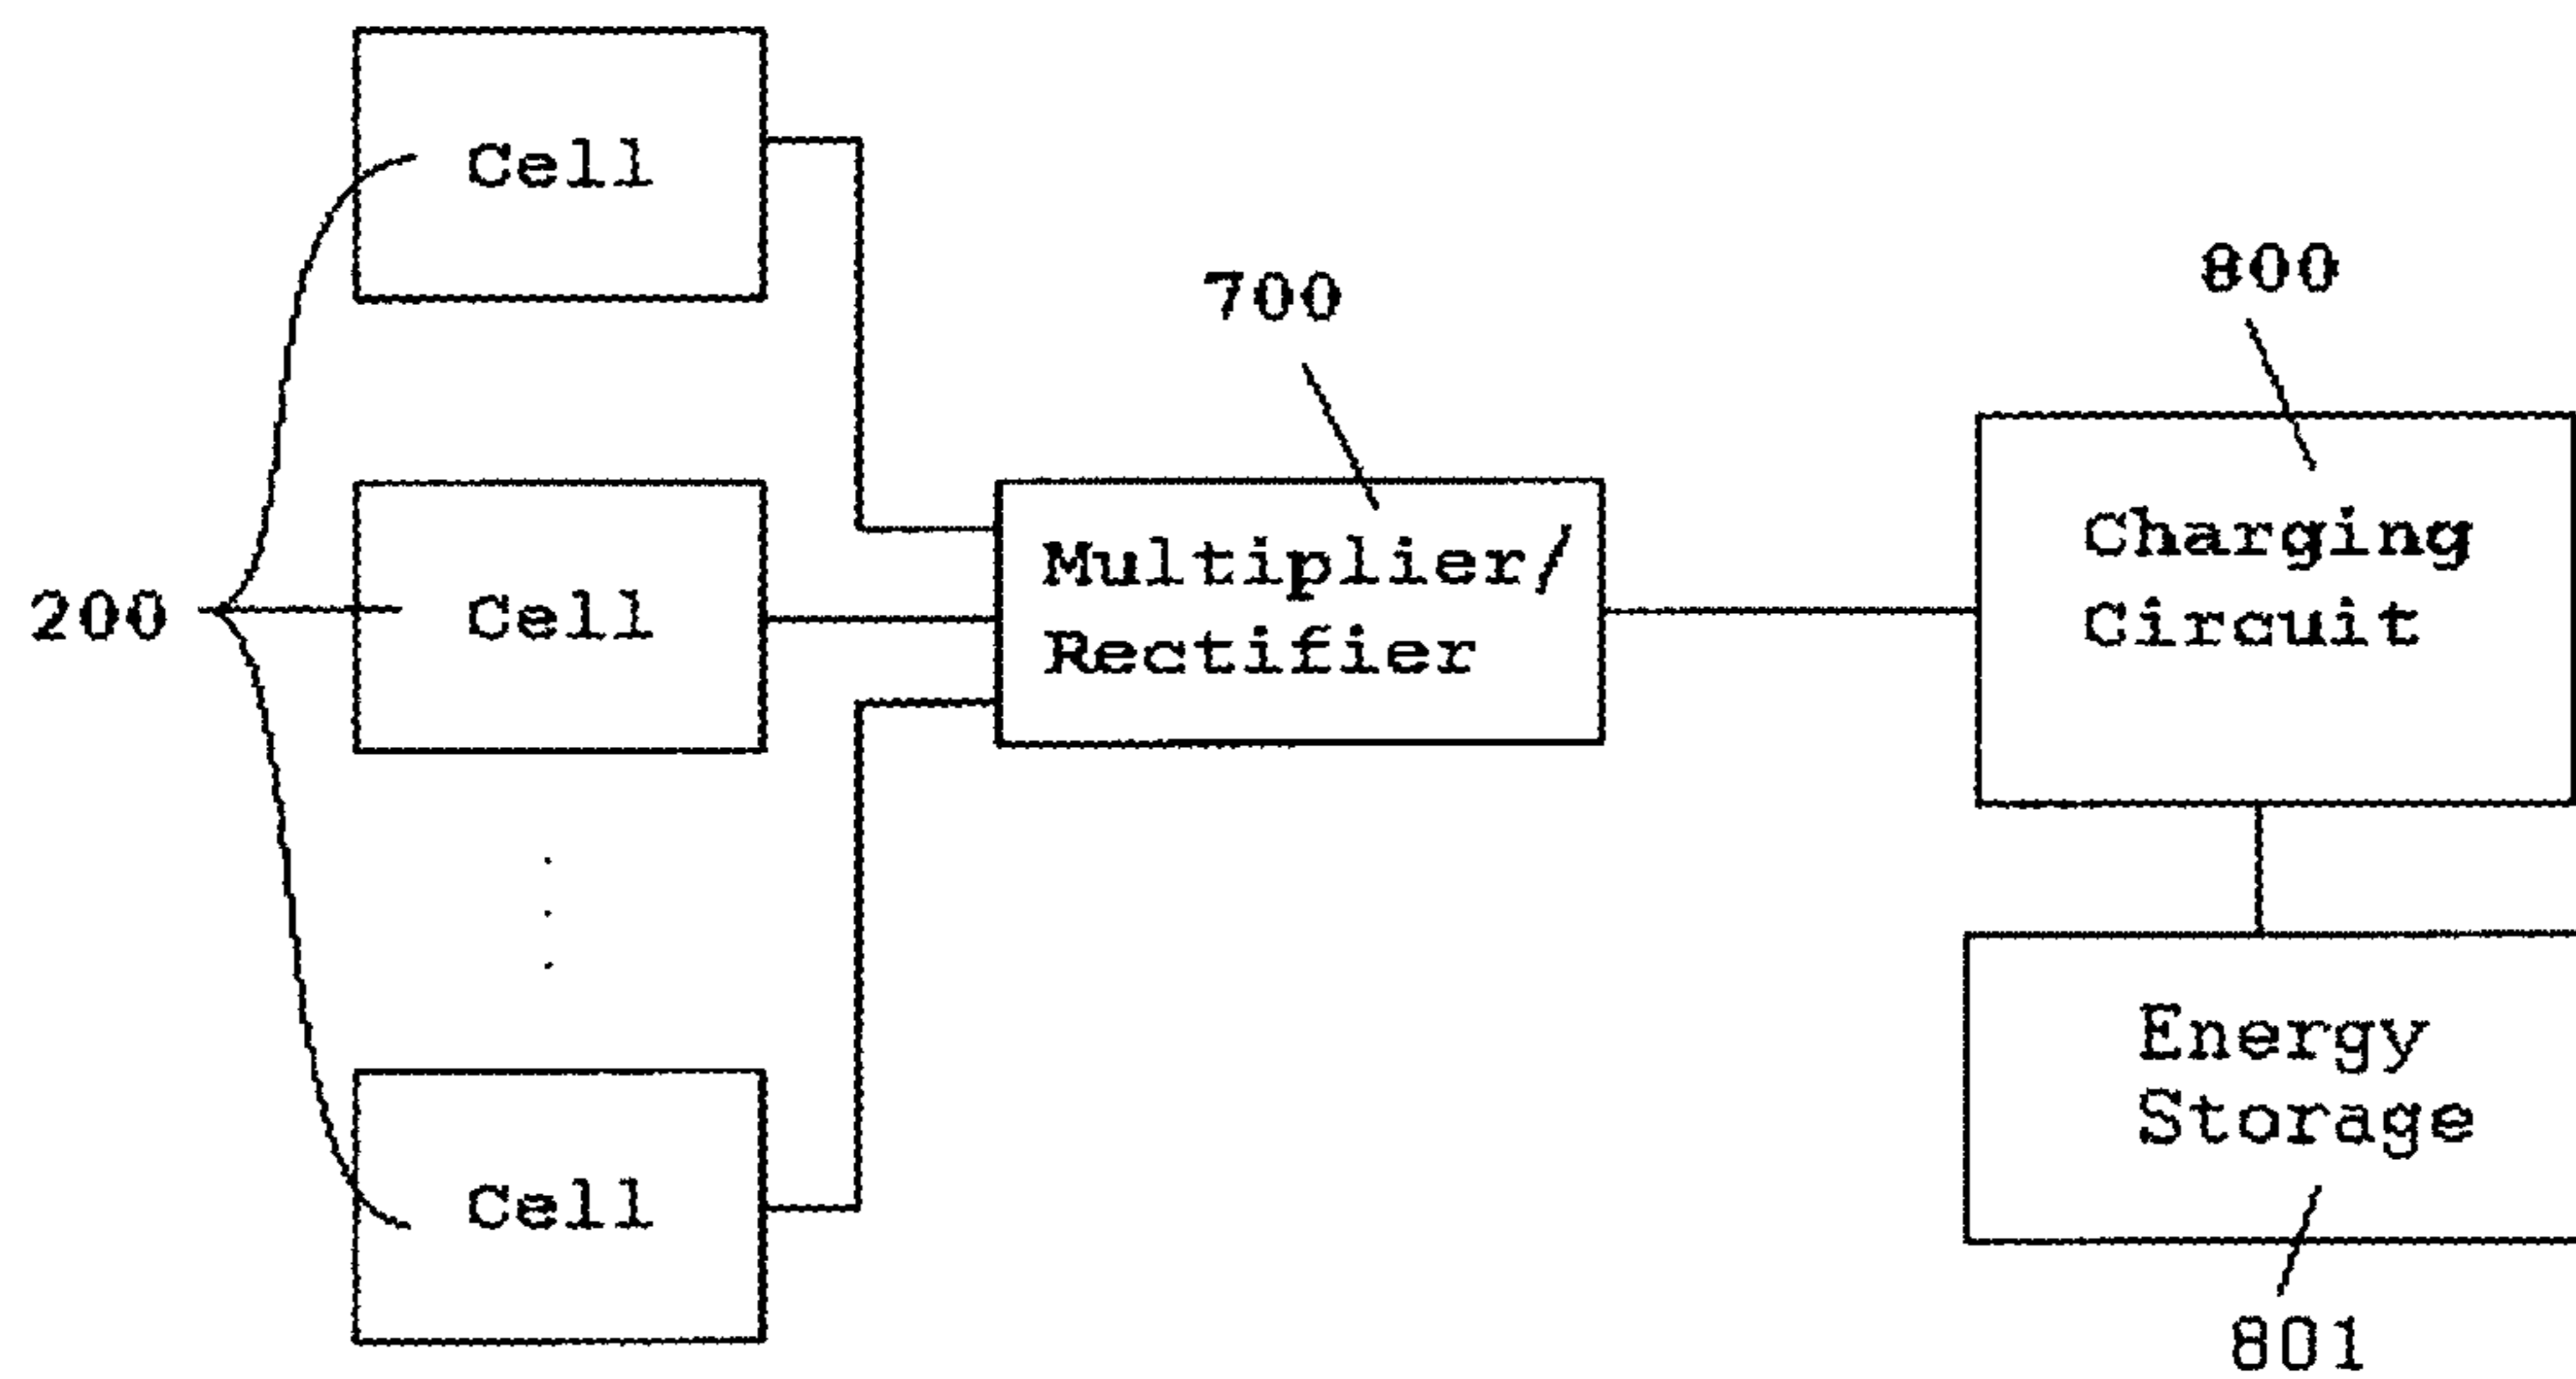 Cell
200
Cell
.
.
.
Cell
700
Multiplier/
Rectifier
800
Charging
Circuit
Energy
Storage
801